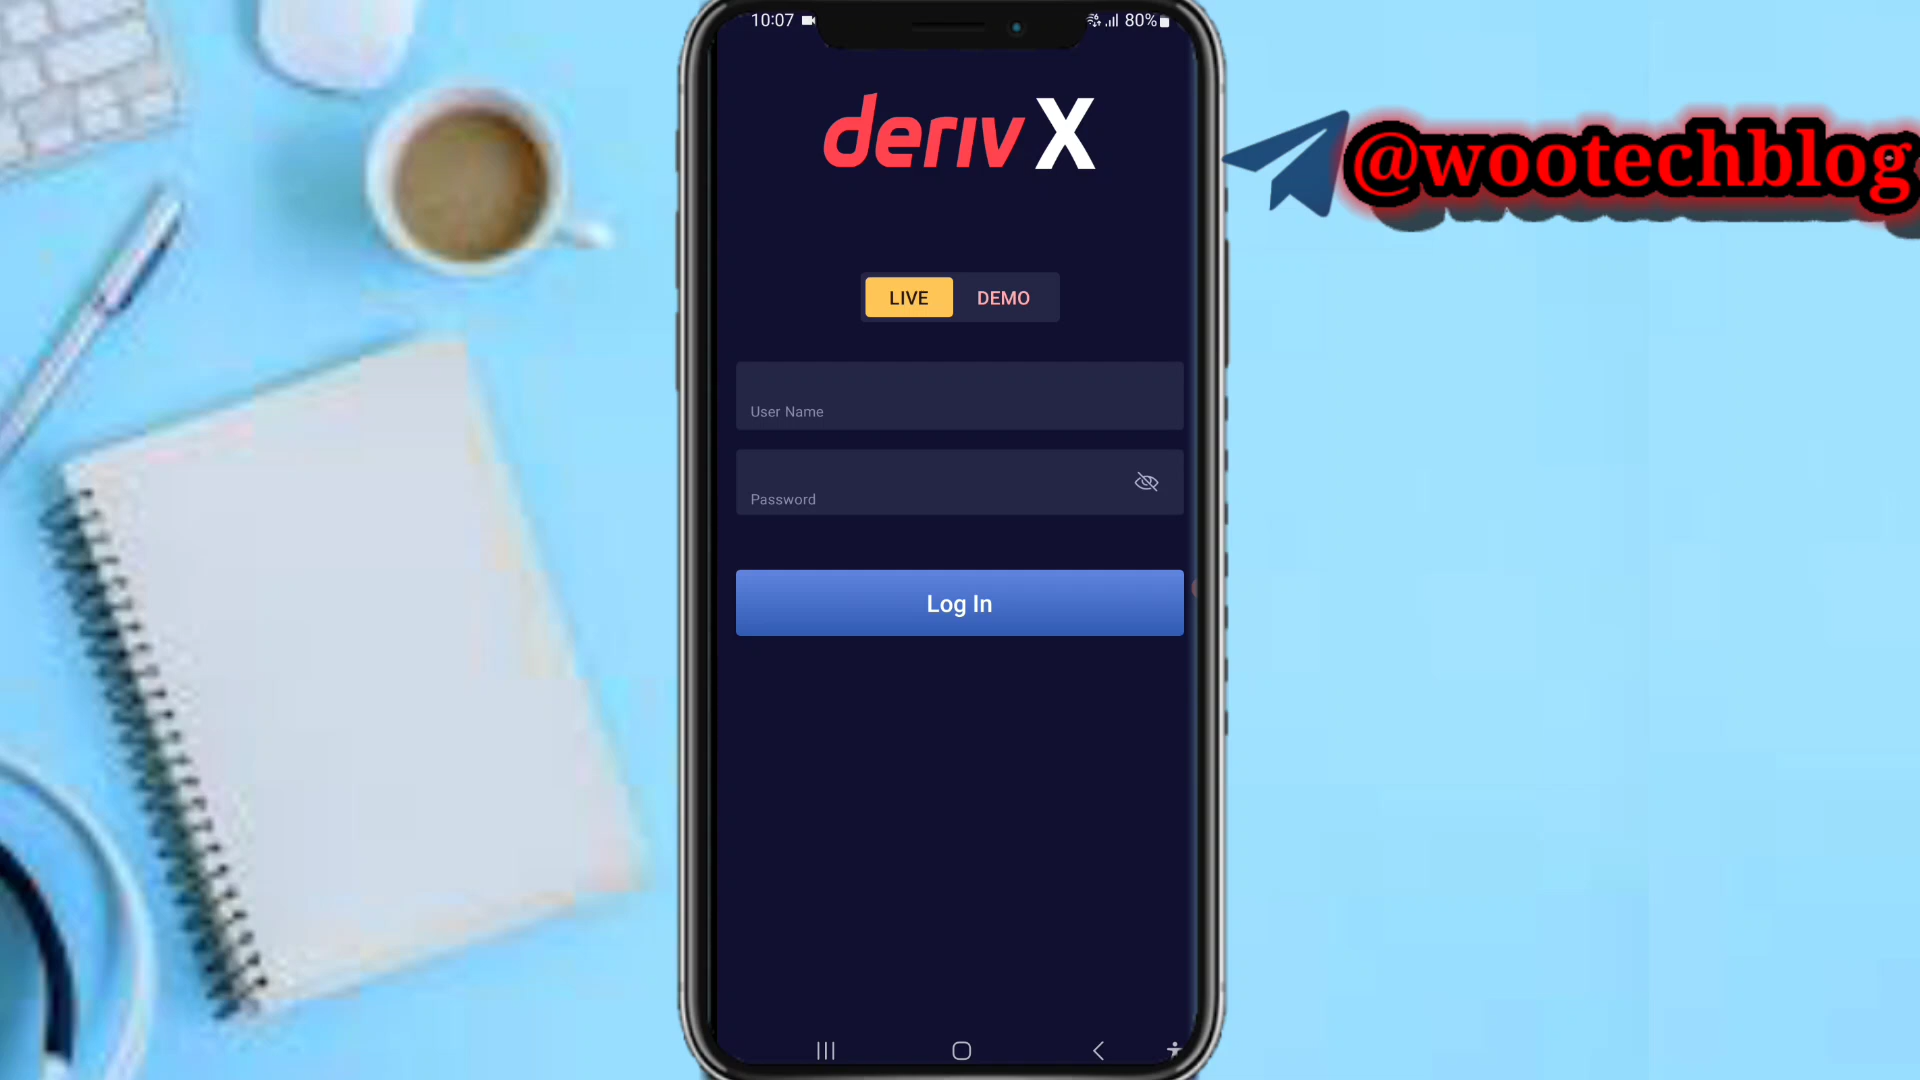 10:07
80%
deriv X
@wootechblog
LIVE
DEMO
User Name
Password
Log In